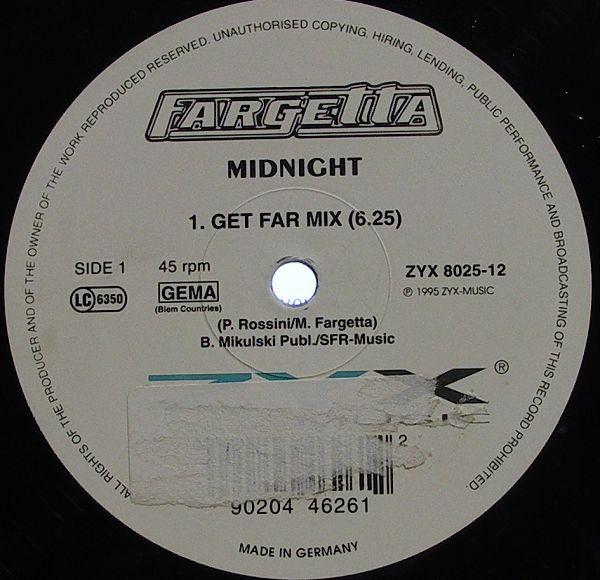 ALL RIGHTS OF THE PRODUCER AND OF THE OWNER OF THE WORK REPRODUCED RESERVED. UNAUTHORISED COPYING, HIRING, LENDING, PUBLIC PERFORMANCE AND BROADCASTING OF THIS RECORD PROHIBITED.
FARGETTA
MIDNIGHT
1. GET FAR MIX (6.25)
SIDE 1 45 rpm ZYX 8025-12
LC 6350 GEMA ℗ 1995 ZYX-MUSIC
(Biem Countries)
(P. Rossini/M. Fargetta)
B. Mikulski Publ./SFR-Music
®
2
90204 46261
MADE IN GERMANY